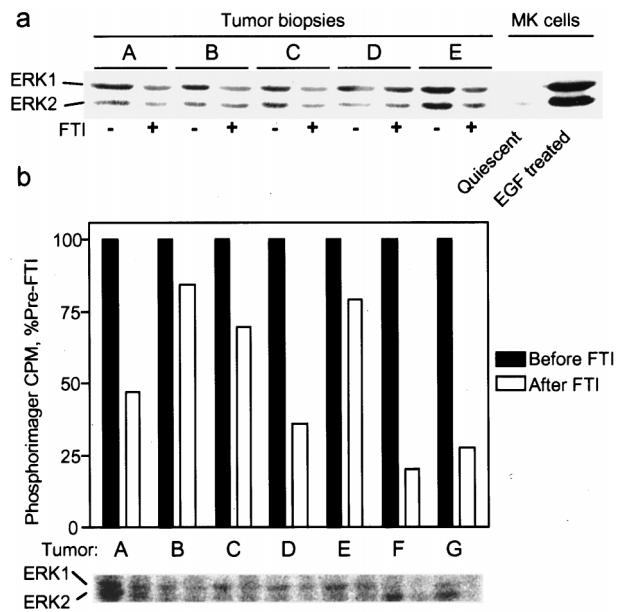 a
Tumor biopsies
MK cells
A B C D E
ERK1
ERK2
FTI - + - + - + - + - +
Quiescent
EGF treated
b
Phosphorimager CPM, %Pre-FTI
100
75
50
25
0
Before FTI
After FTI
Tumor: A B C D E F G
ERK1
ERK2